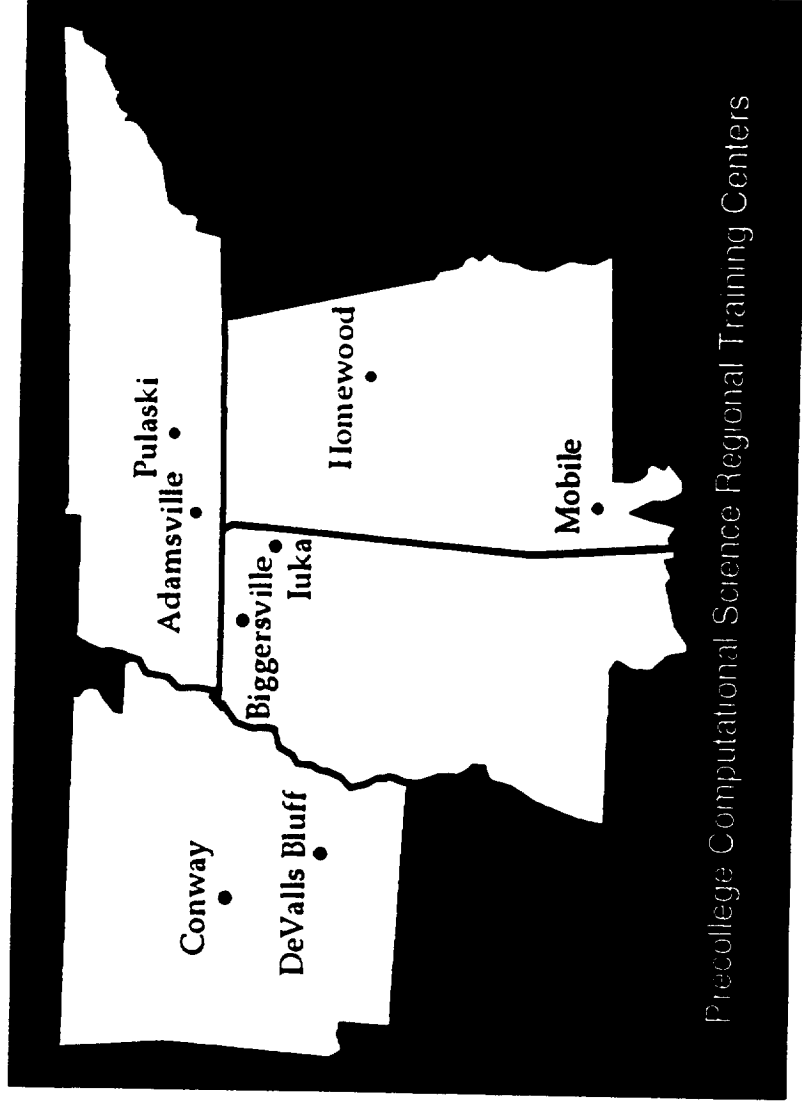 Pulaski
Adamsville
Conway
Biggersville
Iuka
DeValls Bluff
Homewood
Mobile
Precollege Computational Science Regional Training Centers